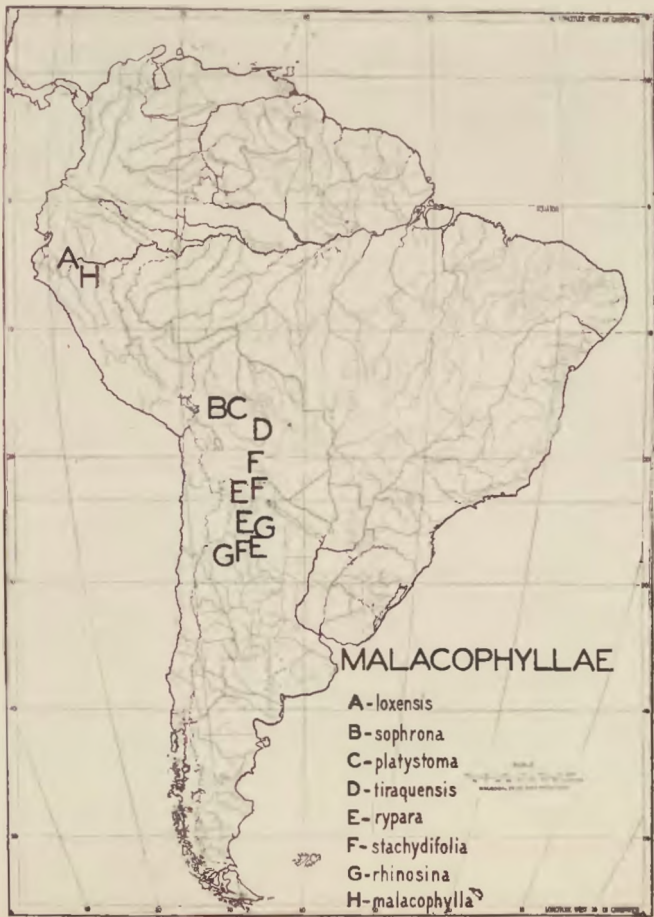 A
H
BC
D
F
EF
EG
GFE
MALACOPHYLLAE
A-loxensis
B-sophrona
C-platystoma
D-tiraquensis
E-rypara
F-stachydifolia
G-rhinosina
H-malacophylla